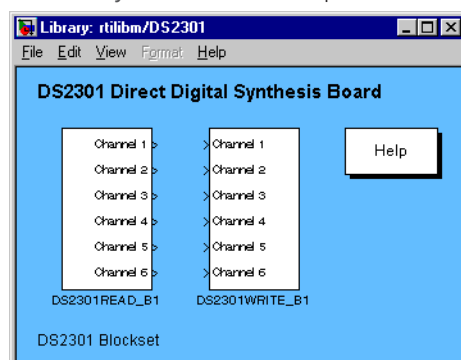 Library: rtilibm/DS2301
File Edit View Format Help
DS2301 Direct Digital Synthesis Board
Channel 1 Channel 1
Channel 2 Channel 2
Channel 3 Channel 3
Channel 4 Channel 4
Channel 5 Channel 5
Channel 6 Channel 6
Help
DS2301READ_B1 DS2301WRITE_B1
DS2301 Blockset